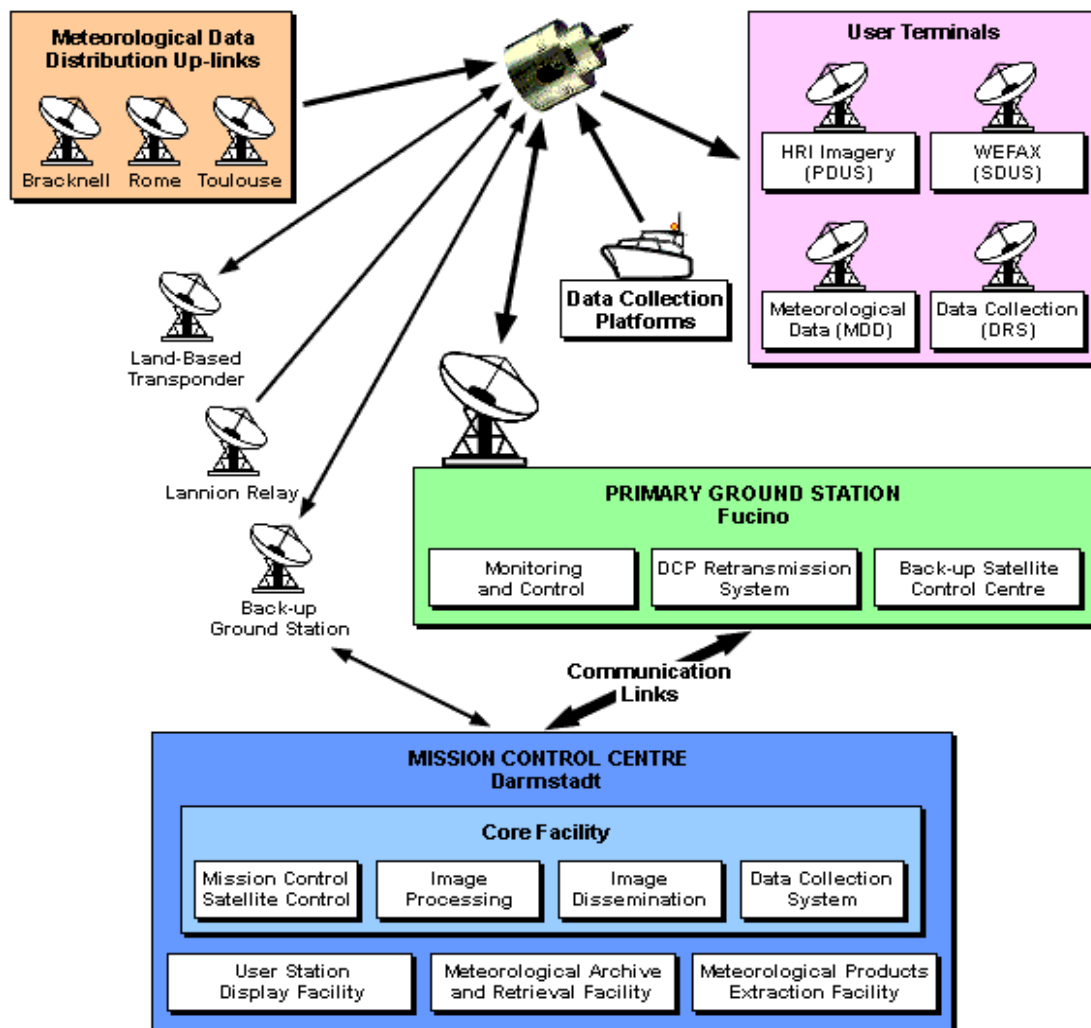 Meteorological Data
Distribution Up-links
Bracknell
Rome
Toulouse
User Terminals
HRI Imagery
(PDUS)
WEFAX
(SDUS)
Meteorological
Data (MDD)
Data Collection
(DRS)
Data Collection
Platforms
Land-Based
Transponder
Lannion Relay
Back-up
Ground Station
PRIMARY GROUND STATION
Fucino
Monitoring
and Control
DCP Retransmission
System
Back-up Satellite
Control Centre
Communication
Links
MISSION CONTROL CENTRE
Darmstadt
Core Facility
Mission Control
Satellite Control
Image
Processing
Image
Dissemination
Data Collection
System
User Station
Display Facility
Meteorological Archive
and Retrieval Facility
Meteorological Products
Extraction Facility